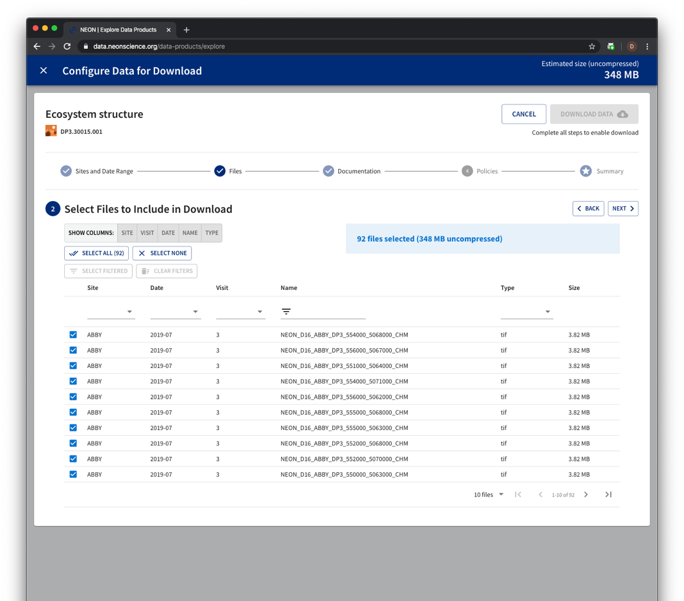 NEON | Explore Data Products
data.neonscience.org/data-products/explore
D
Configure Data for Download
Estimated size (uncompressed)
348 MB
Ecosystem structure
DP3.30015.001
CANCEL
DOWNLOAD DATA
Complete all steps to enable download
Sites and Date Range
Files
Documentation
4 Policies
Summary
2 Select Files to Include in Download
BACK
NEXT
SHOW COLUMNS: SITE VISIT DATE NAME TYPE
92 files selected (348 MB uncompressed)
SELECT ALL (92)
SELECT NONE
SELECT FILTERED
CLEAR FILTERS
Site Date Visit Name Type Size
ABBY 2019-07 3 NEON_D16_ABBY_DP3_554000_5068000_CHM tif 3.82 MB
ABBY 2019-07 3 NEON_D16_ABBY_DP3_556000_5067000_CHM tif 3.82 MB
ABBY 2019-07 3 NEON_D16_ABBY_DP3_551000_5064000_CHM tif 3.82 MB
ABBY 2019-07 3 NEON_D16_ABBY_DP3_554000_5071000_CHM tif 3.82 MB
ABBY 2019-07 3 NEON_D16_ABBY_DP3_556000_5062000_CHM tif 3.82 MB
ABBY 2019-07 3 NEON_D16_ABBY_DP3_555000_5068000_CHM tif 3.82 MB
ABBY 2019-07 3 NEON_D16_ABBY_DP3_555000_5063000_CHM tif 3.82 MB
ABBY 2019-07 3 NEON_D16_ABBY_DP3_552000_5068000_CHM tif 3.82 MB
ABBY 2019-07 3 NEON_D16_ABBY_DP3_552000_5070000_CHM tif 3.82 MB
ABBY 2019-07 3 NEON_D16_ABBY_DP3_550000_5063000_CHM tif 3.82 MB
10 files
1-10 of 92